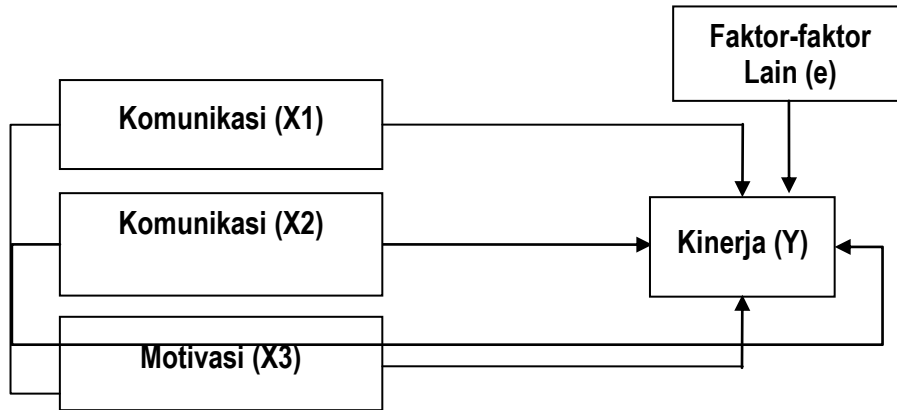 Faktor-faktor
Lain (e)
Komunikasi (X1)
Komunikasi (X2)
Kinerja (Y)
Motivasi (X3)